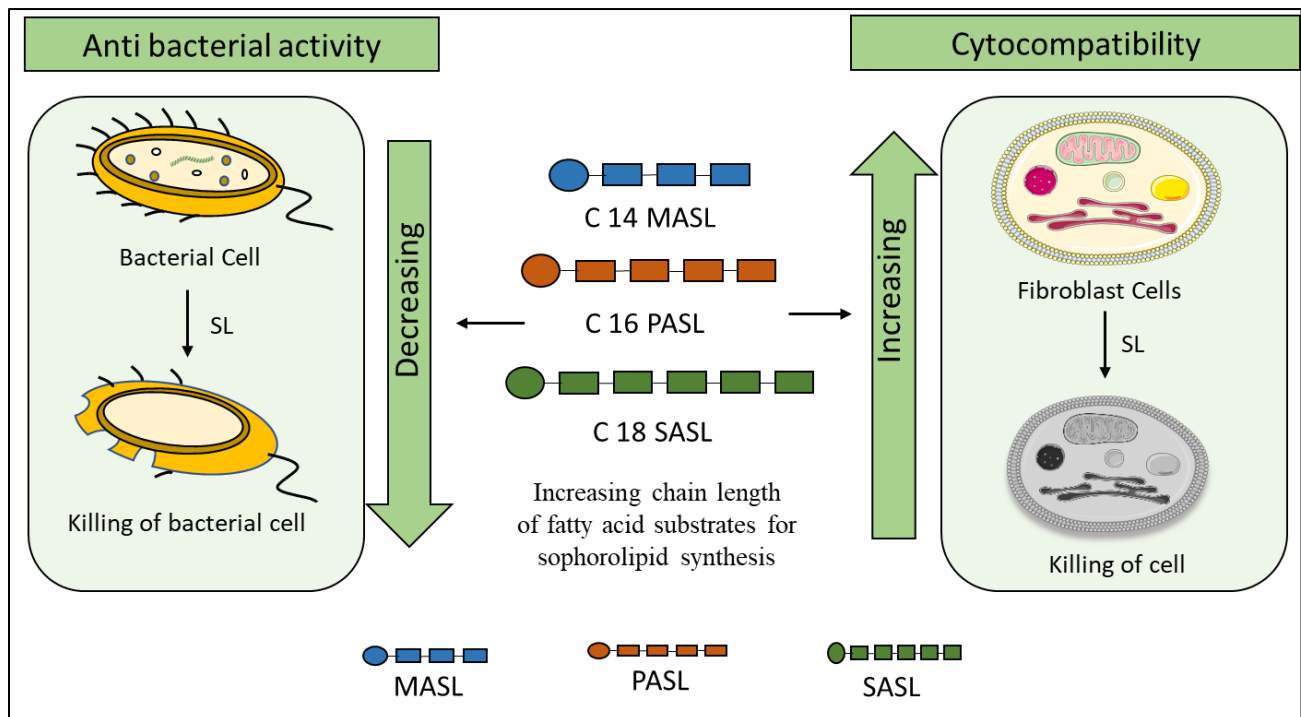 Anti bacterial activity
Cytocompatibility
Bacterial Cell
SL
Killing of bacterial cell
Decreasing
C 14 MASL
C 16 PASL
C 18 SASL
Increasing chain length
of fatty acid substrates for
sophorolipid synthesis
Increasing
Fibroblast Cells
SL
Killing of cell
MASL
PASL
SASL